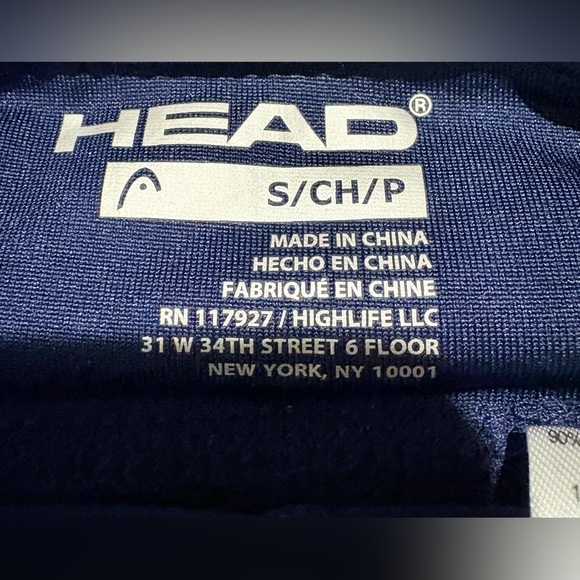 HEAD®
S/CH/P
MADE IN CHINA
HECHO EN CHINA
FABRIQUÉ EN CHINE
RN 117927 / HIGHLIFE LLC
31 W 34TH STREET 6 FLOOR
NEW YORK, NY 10001
90%